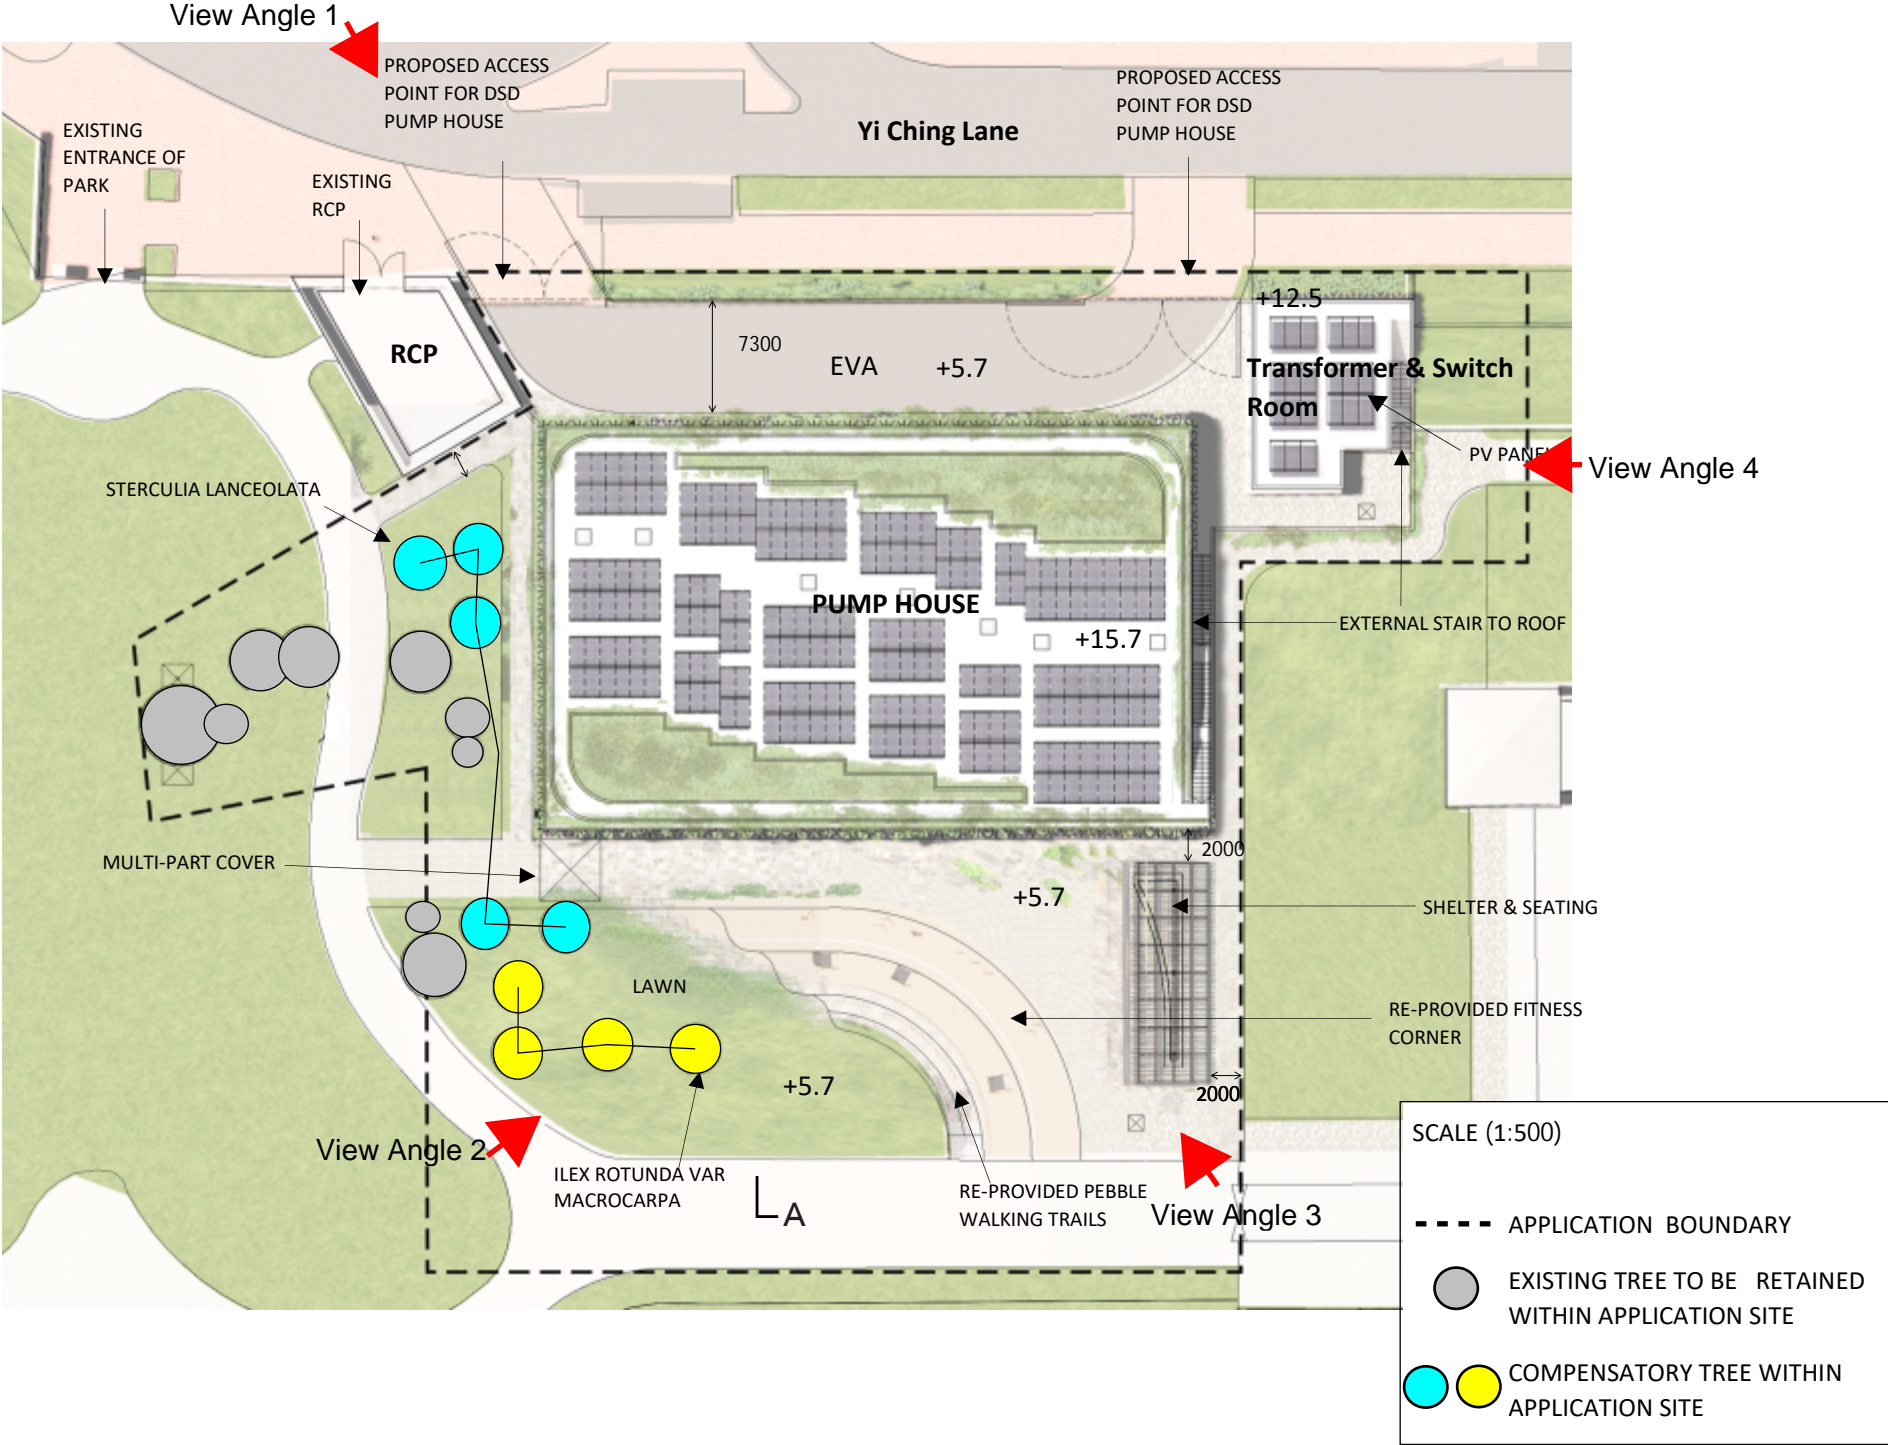 View Angle 1
PROPOSED ACCESS
POINT FOR DSD
PUMP HOUSE
PROPOSED ACCESS
POINT FOR DSD
PUMP HOUSE
Yi Ching Lane
EXISTING
ENTRANCE OF
PARK
EXISTING
RCP
+12.5
RCP
7300
EVA
+5.7
Transformer & Switch
Room
PV PANEL
View Angle 4
STERCULIA LANCEOLATA
PUMP HOUSE
+15.7
EXTERNAL STAIR TO ROOF
MULTI-PART COVER
2000
+5.7
SHELTER & SEATING
LAWN
RE-PROVIDED FITNESS
CORNER
+5.7
2000
View Angle 2
ILEX ROTUNDA VAR
MACROCARPA
A
RE-PROVIDED PEBBLE
WALKING TRAILS
View Angle 3
SCALE (1:500)
APPLICATION BOUNDARY
EXISTING TREE TO BE RETAINED
WITHIN APPLICATION SITE
COMPENSATORY TREE WITHIN
APPLICATION SITE